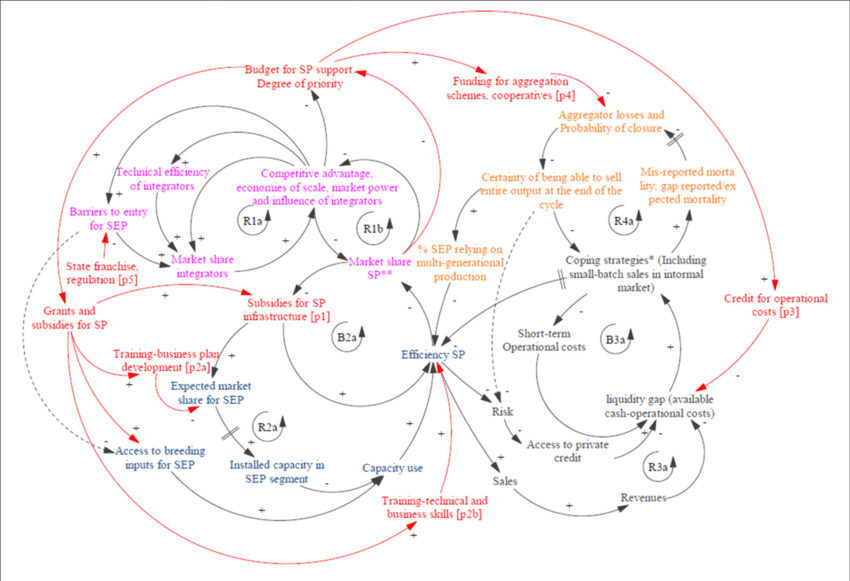 Budget for SP support.
Degree of priority
Funding for aggregation
schemes, cooperatives [p4]
Aggregator losses and
Probability of closure
Technical efficiency
of integrators
Competitive advantage,
economies of scale, market power
and influence of integrators
Certainty of being able to sell
entire output at the end of the
cycle
Mis-reported morta
lity; gap reported/ex
pected mortality
Barriers to entry
for SEP
R1a
R1b
R4a
Market share
integrators
Market share
SP**
% SEP relying on
multi-generational
production
Coping strategies* (Including
small-batch sales in informal
market)
State franchise,
regulation [p5]
Grants and
subsidies for SP
Subsidies for SP
infrastructure [p1]
Credit for operational
costs [p3]
B2a
Short-term
Operational costs
B3a
Training-business plan
development [p2a]
Efficiency SP
Expected market
share for SEP
Risk
liquidity gap (available
cash-operational costs)
R2a
Access to breeding
inputs for SEP
Installed capacity in
SEP segment
Capacity use
Access to private
credit
R3a
Sales
Revenues
Training-technical and
business skills [p2b]